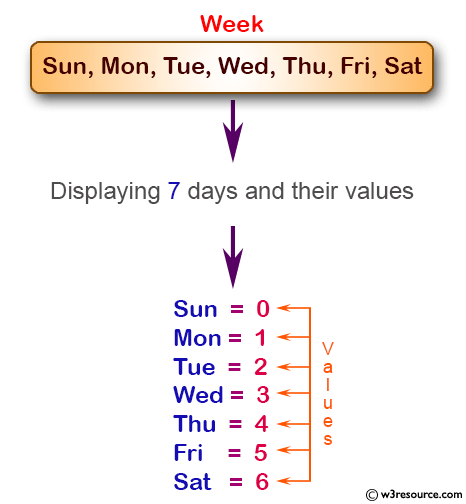 Week
Sun, Mon, Tue, Wed, Thu, Fri, Sat
Displaying 7 days and their values
Sun = 0
Mon = 1
Tue = 2
Wed = 3
Thu = 4
Fri = 5
Sat = 6
Values
© w3resource.com